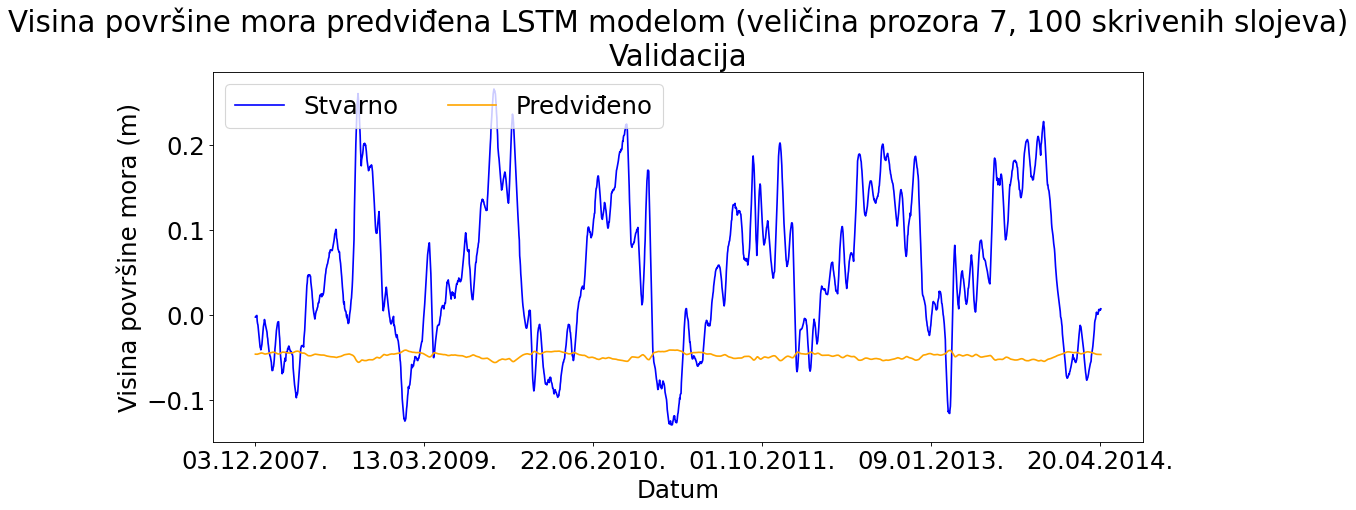 Visina površine mora predviđena LSTM modelom (veličina prozora 7, 100 skrivenih slojeva)
Validacija
Stvarno
Predviđeno
Visina površine mora (m)
0.2
0.1
0.0
−0.1
03.12.2007.
13.03.2009.
22.06.2010.
01.10.2011.
09.01.2013.
20.04.2014.
Datum